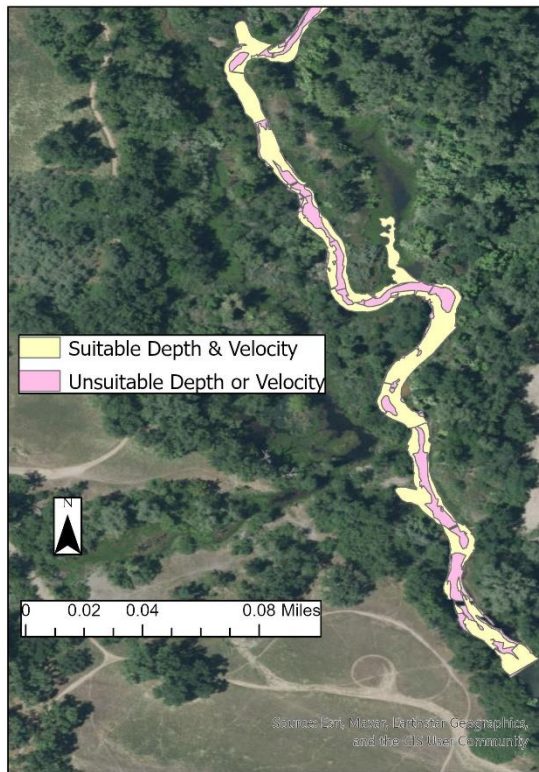 Suitable Depth & Velocity
Unsuitable Depth or Velocity
N
0 0.02 0.04 0.08 Miles
Source: Esri, Maxar, Earthstar Geographics,
and the GIS User Community